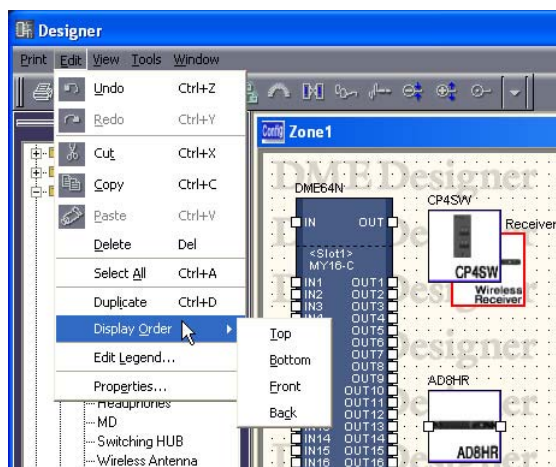 Designer
Print Edit View Tools Window
Undo Ctrl+Z
Redo Ctrl+Y
Cut Ctrl+X
Copy Ctrl+C
Paste Ctrl+V
Delete Del
Select All Ctrl+A
Duplicate Ctrl+D
Display Order
Edit Legend...
Properties...
Top
Bottom
Front
Back
Headphones
MD
Switching HUB
Wireless Antenna
Config Zone1
DME Designer
DME64N
IN OUT
<Slot1>
MY16-C
IN1 OUT1
IN2 OUT2
IN3 OUT3
OUT4
OUT5
OUT6
OUT7
OUT8
OUT9
OUT10
OUT11
OUT12
OUT13
IN14 OUT14
IN15 OUT15
IN16 OUT16
CP4SW
Receiver
CP4SW
Wireless
Receiver
AD8HR
AD8HR